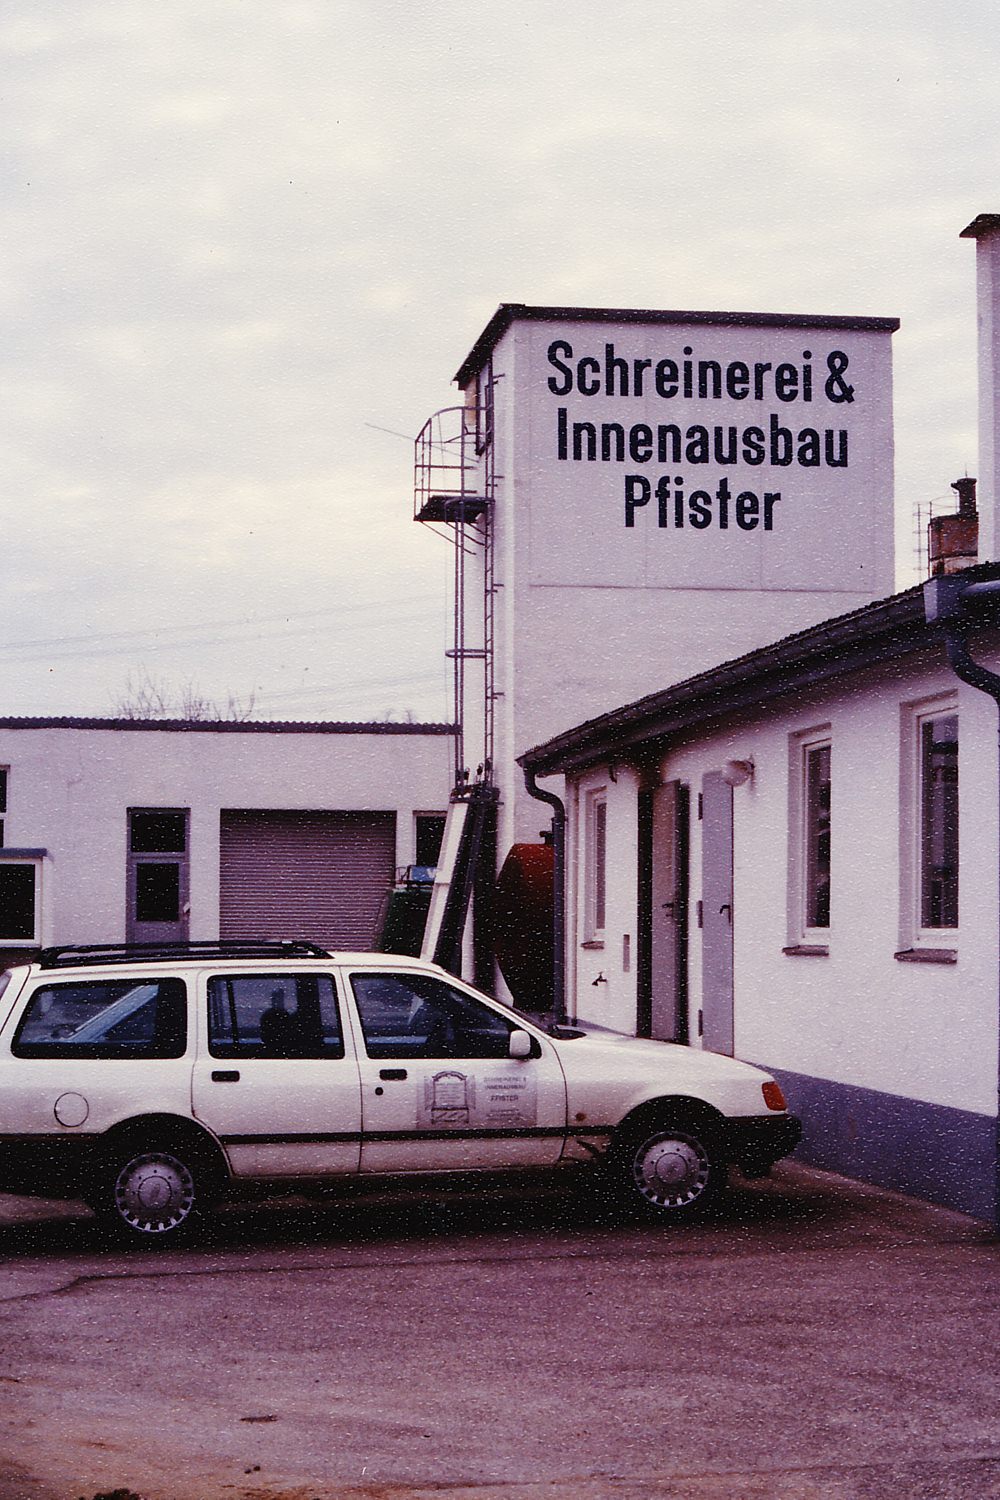 Schreinerei &
Innenausbau
Pfister
SCHREINEREI &
INNENAUSBAU
PFISTER